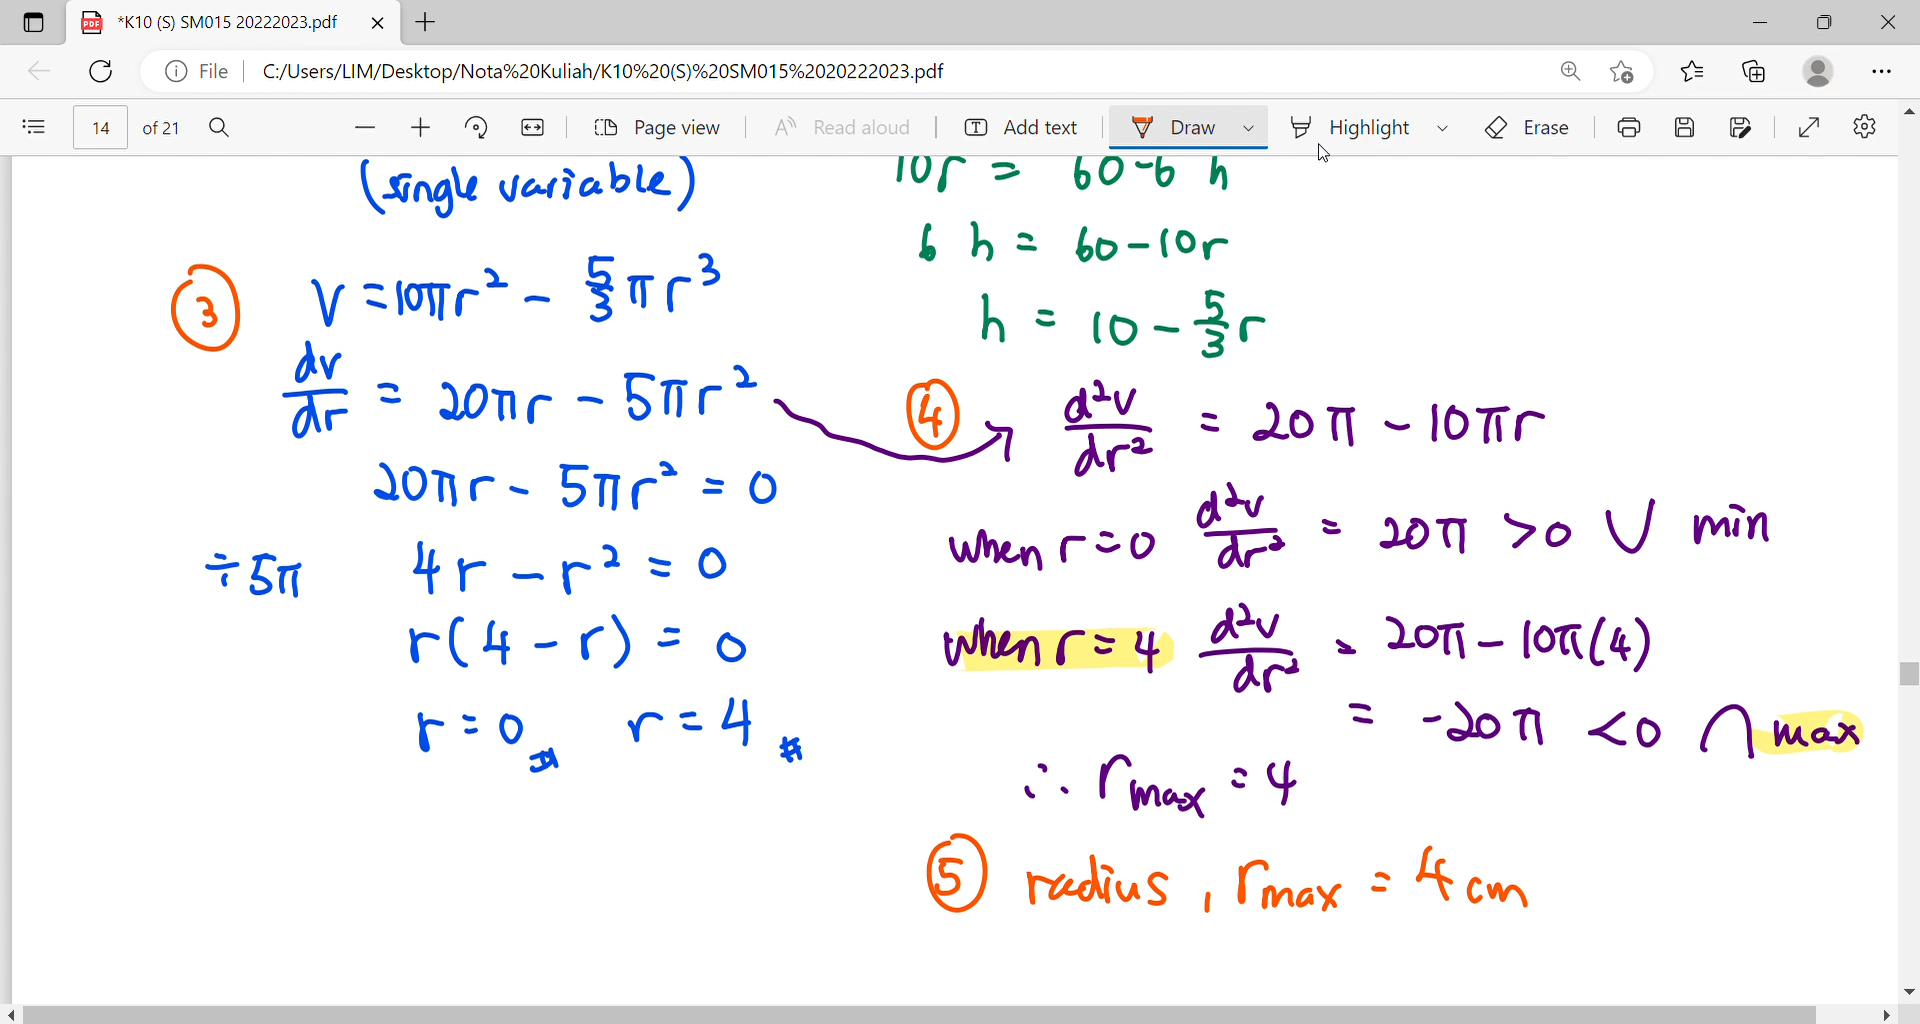 *K10 (S) SM015 20222023.pdf
File C:/Users/LIM/Desktop/Nota%20Kuliah/K10%20(S)%20SM015%2020222023.pdf
14 of 21 Page view Read aloud Add text Draw Highlight Erase
(single variable)
③ V = 10πr² - 5/3 πr³
dv/dr = 20πr - 5πr²
20πr - 5πr² = 0
÷5π 4r - r² = 0
r(4 - r) = 0
r = 0 r = 4 #
10r = 60-6 h
6 h = 60-10r
h = 10 - 5/3 r
④ d²v/dr² = 20π - 10πr
when r = 0 d²v/dr² = 20π >0 ∪ min
when r = 4 d²v/dr² = 20π - 10π(4)
= -20π <0 ∩ max
∴ rmax = 4
⑤ radius, rmax = 4 cm